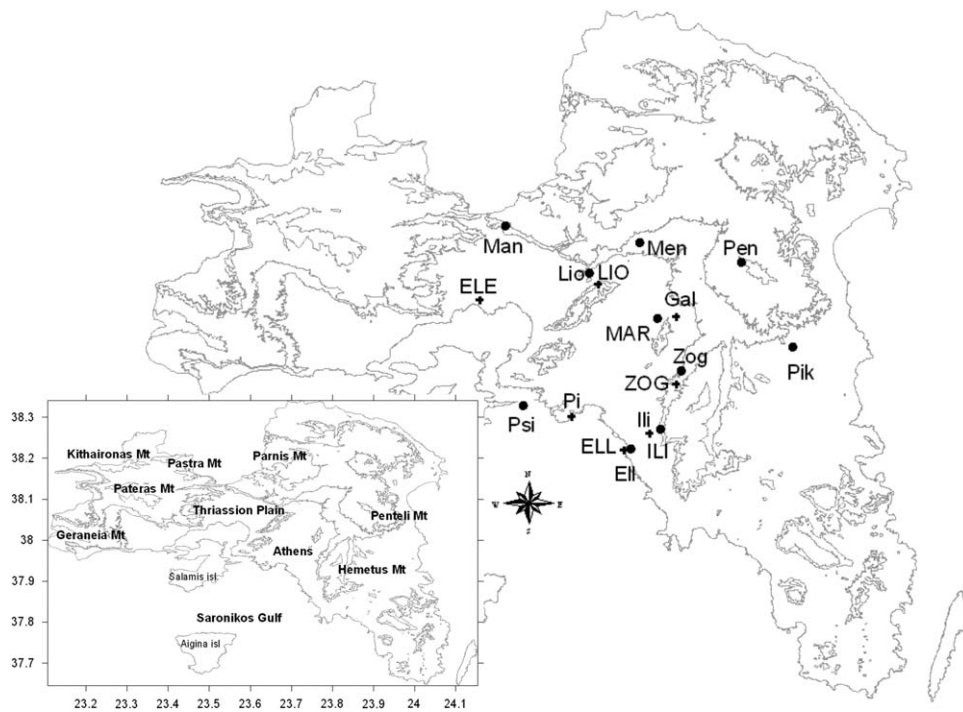 Man
Men
Pen
Lio
LIO
ELE
Gal
MAR
Zog
ZOG
Pik
Psi
Pi
Ili
ILI
ELL
Ell
N
W
E
S
38.3
38.2
38.1
38
37.9
37.8
37.7
Kithaironas Mt
Pastra Mt
Parnis Mt
Pateras Mt
Thriassion Plain
Penteli Mt
Geraneia Mt
Athens
Hemetus Mt
Salamis isl.
Saronikos Gulf
Aigina isl
23.2 23.3 23.4 23.5 23.6 23.7 23.8 23.9 24 24.1